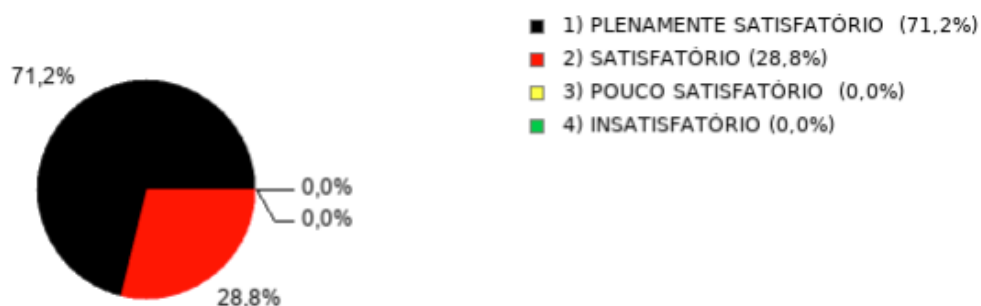 1) PLENAMENTE SATISFATÓRIO (71,2%)
2) SATISFATÓRIO (28,8%)
3) POUCO SATISFATÓRIO (0,0%)
4) INSATISFATÓRIO (0,0%)
71,2%
0,0%
0,0%
28,8%